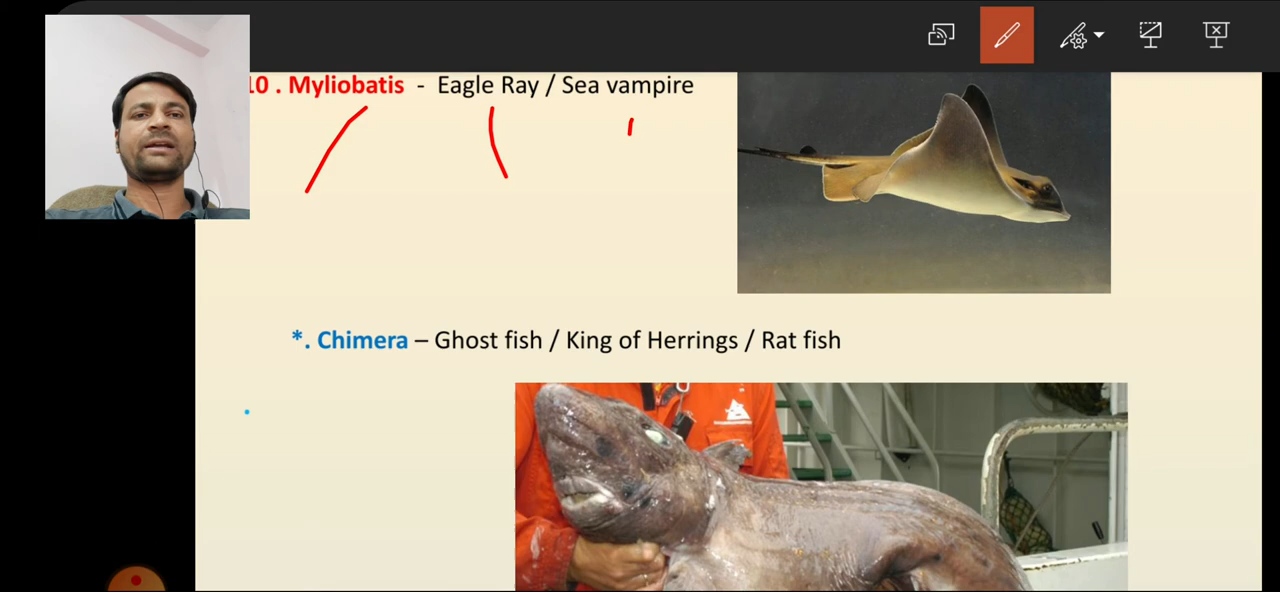 10 . Myliobatis - Eagle Ray / Sea vampire
*. Chimera – Ghost fish / King of Herrings / Rat fish